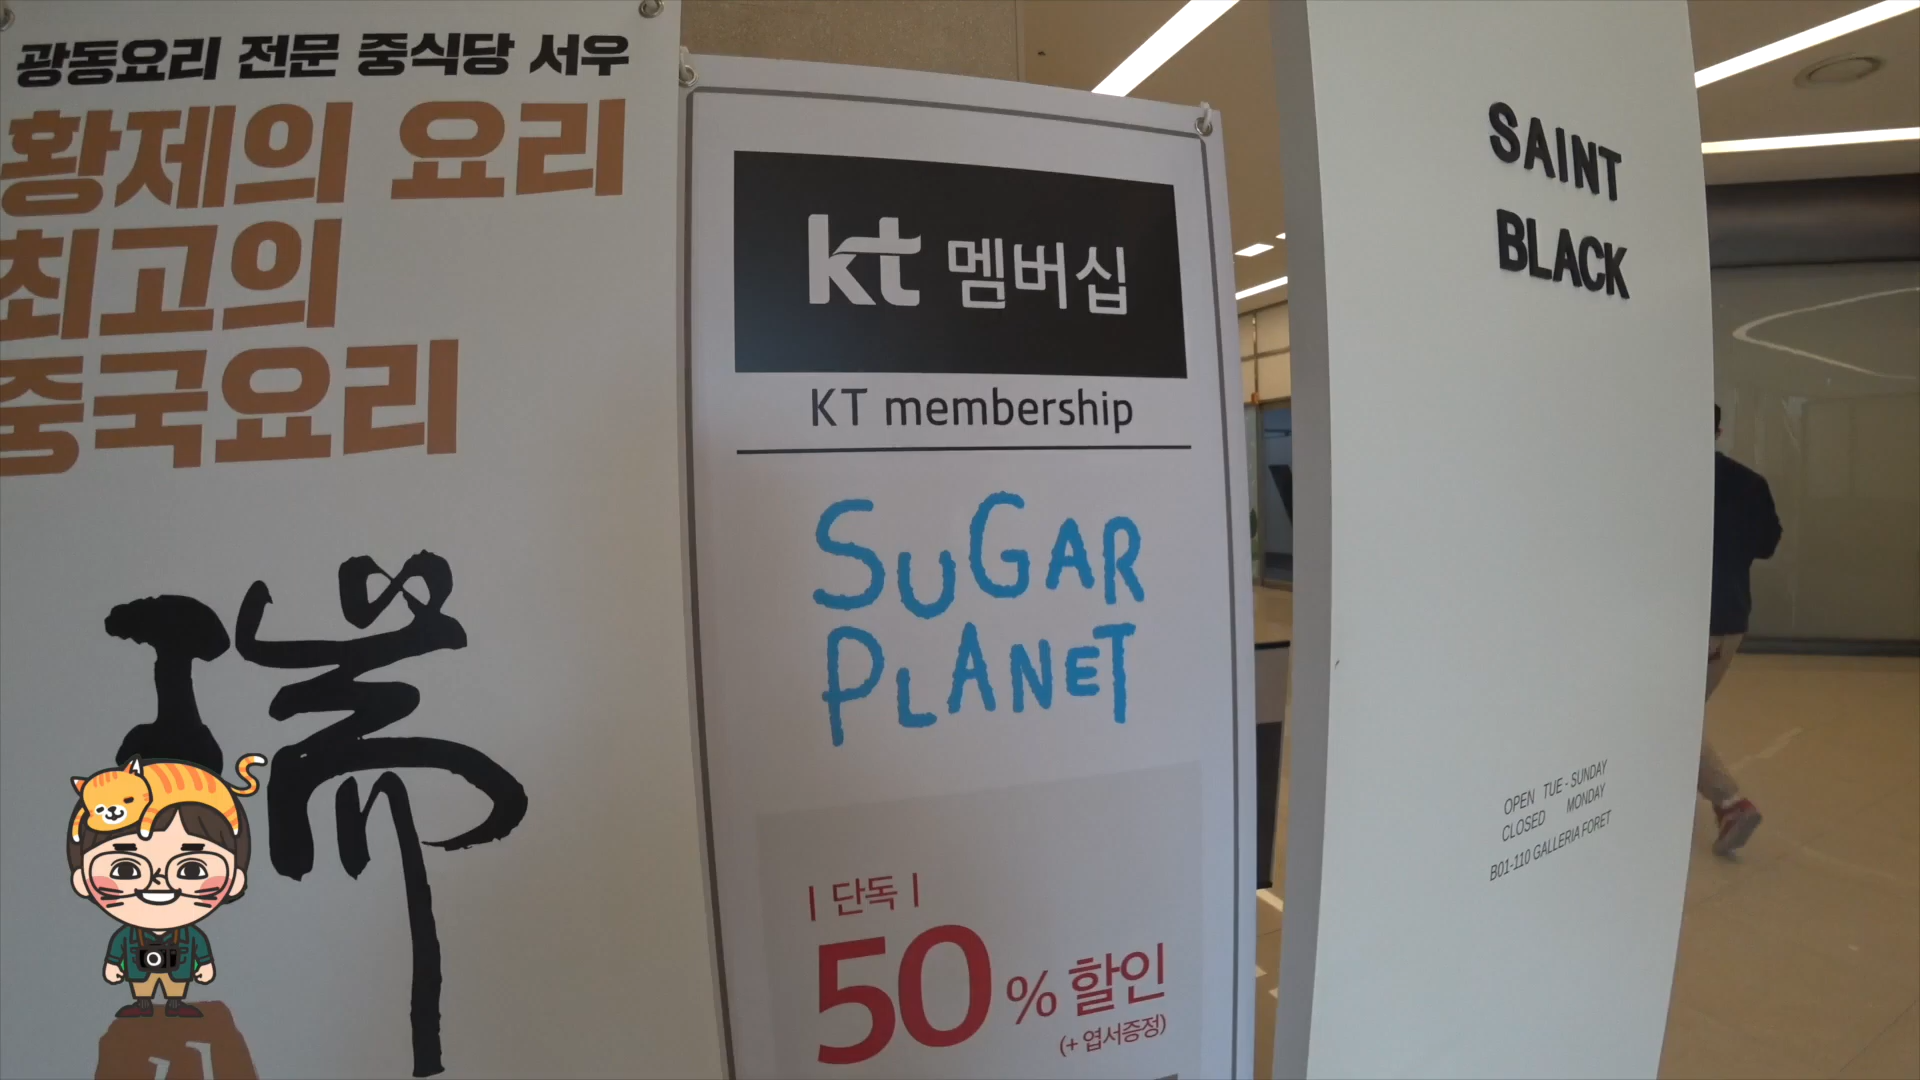 광동요리 전문 중식당 서우
황제의 요리
최고의
중국요리
瑞
kt 멤버십
KT membership
SUGAR
PLANET
| 단독 |
50% 할인
(+ 엽서증정)
SAINT
BLACK
OPEN TUE - SUNDAY
CLOSED MONDAY
B01-110 GALLERIA FORET